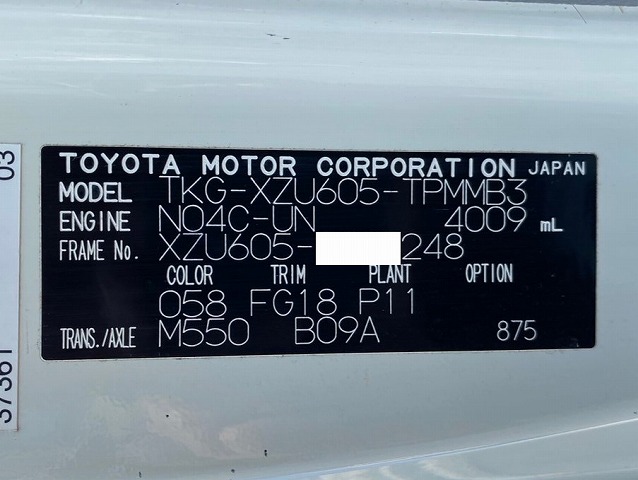 TOYOTA MOTOR CORPORATION JAPAN
MODEL TKG-XZU605-TPMMB3
ENGINE N04C-UN 4009 mL
FRAME No. XZU605- 248
COLOR TRIM PLANT OPTION
058 FG18 P11
TRANS./AXLE M550 B09A 875
37361 03